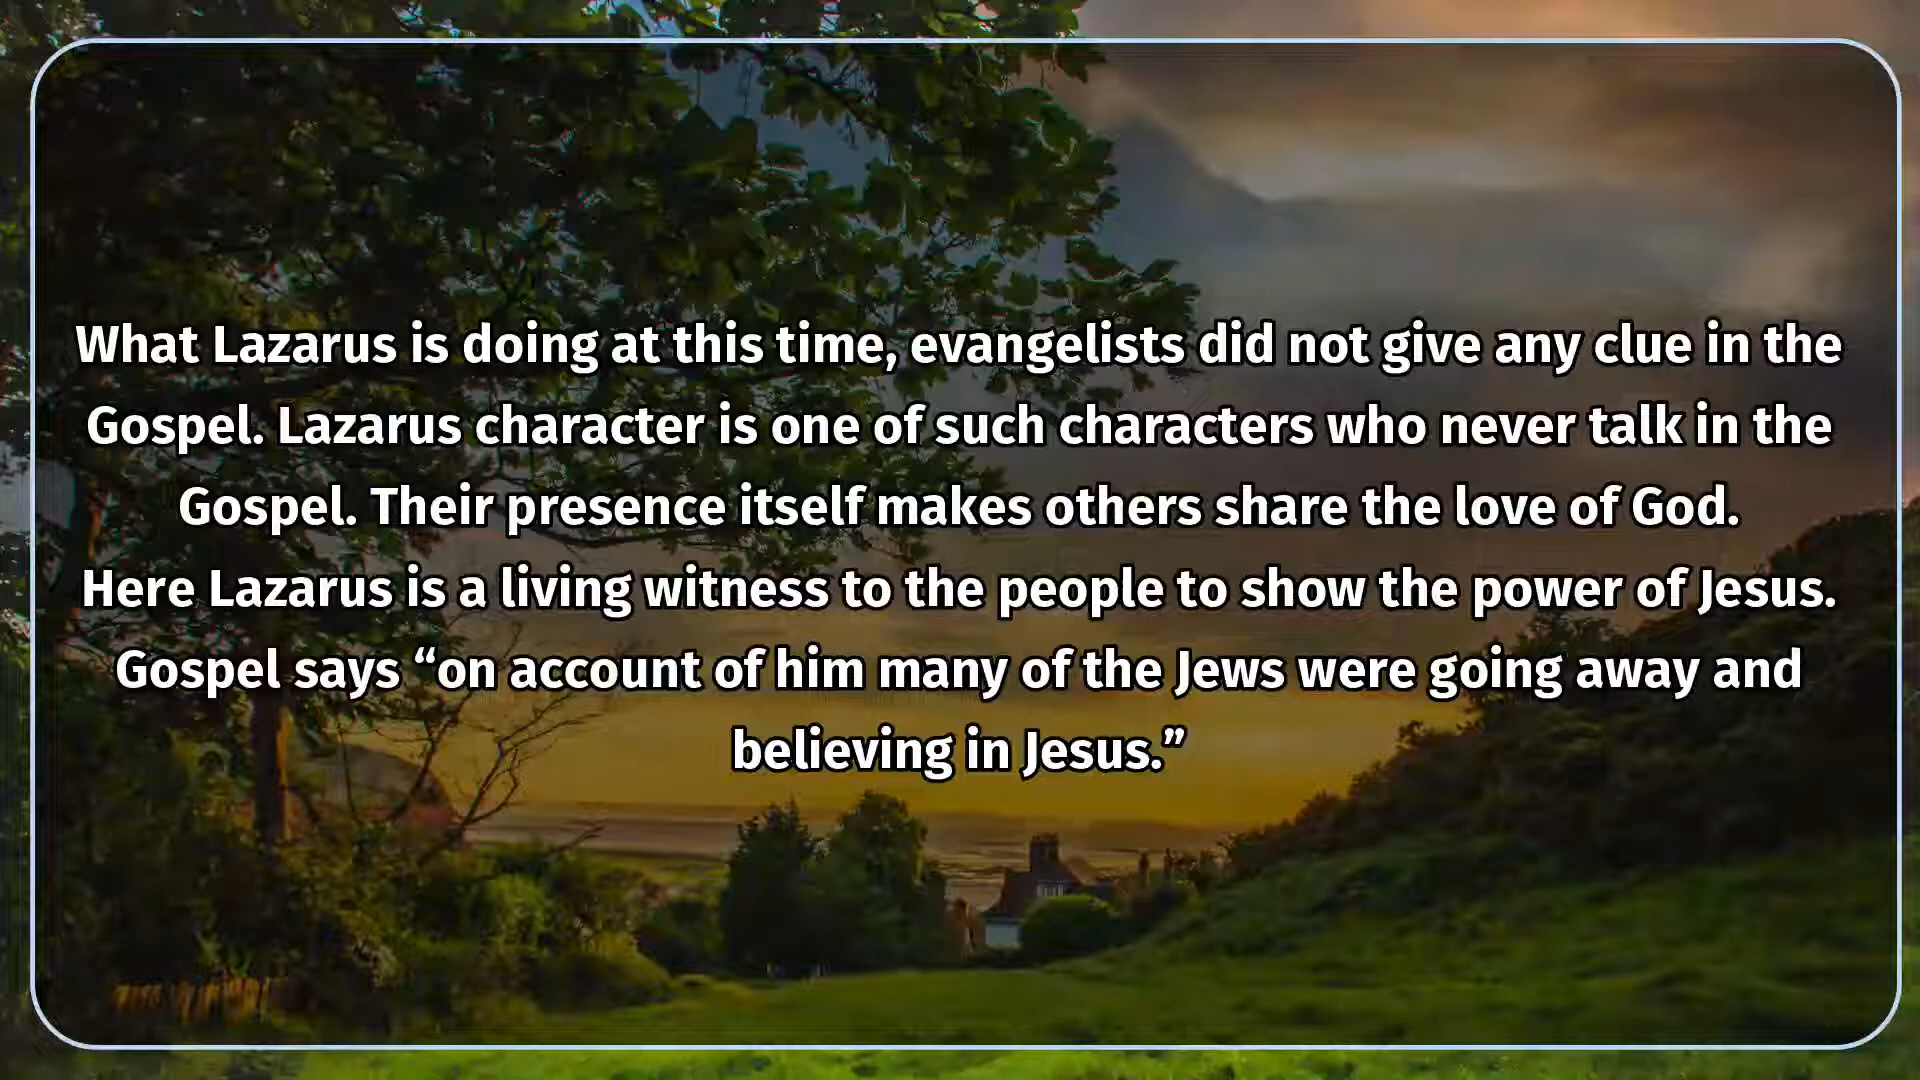 What Lazarus is doing at this time, evangelists did not give any clue in the
Gospel. Lazarus character is one of such characters who never talk in the
Gospel. Their presence itself makes others share the love of God.
Here Lazarus is a living witness to the people to show the power of Jesus.
Gospel says “on account of him many of the Jews were going away and
believing in Jesus.”